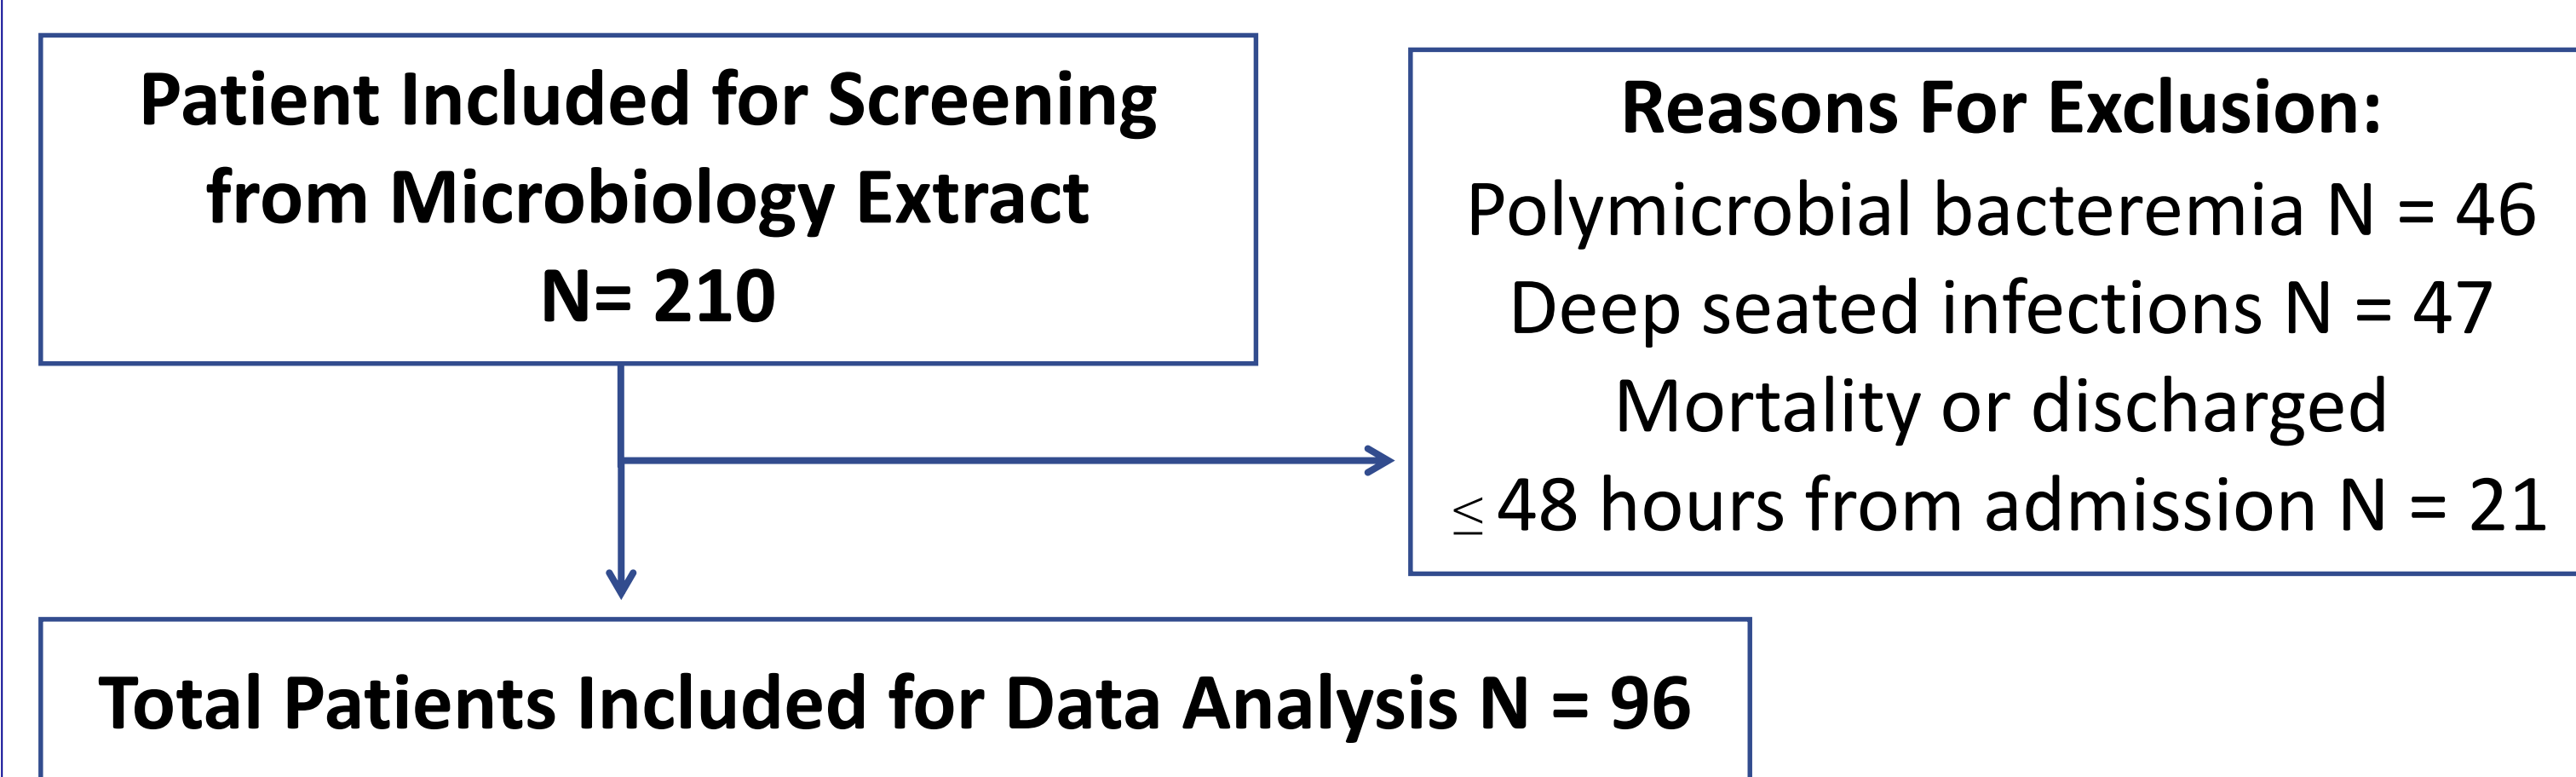 Patient Included for Screening
from Microbiology Extract
N= 210
Reasons For Exclusion:
Polymicrobial bacteremia N = 46
Deep seated infections N = 47
Mortality or discharged
≤ 48 hours from admission N = 21
Total Patients Included for Data Analysis N = 96